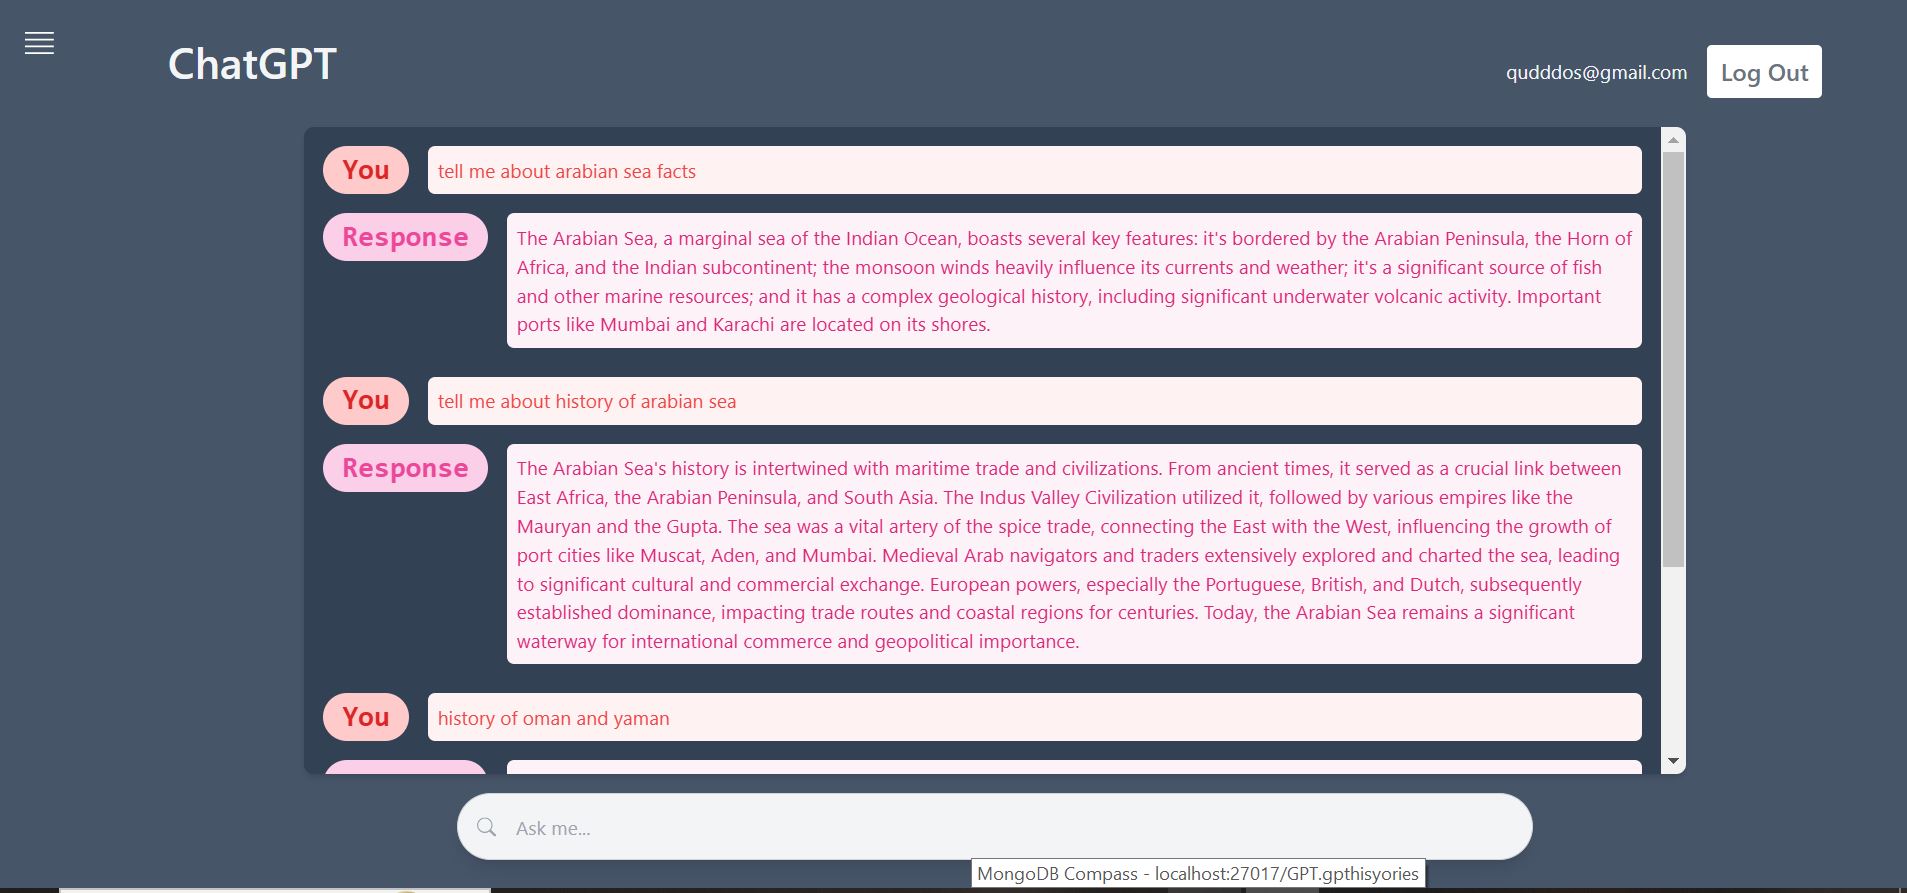 ChatGPT
qudddos@gmail.com
Log Out
You
tell me about arabian sea facts
Response
The Arabian Sea, a marginal sea of the Indian Ocean, boasts several key features: it's bordered by the Arabian Peninsula, the Horn of
Africa, and the Indian subcontinent; the monsoon winds heavily influence its currents and weather; it's a significant source of fish
and other marine resources; and it has a complex geological history, including significant underwater volcanic activity. Important
ports like Mumbai and Karachi are located on its shores.
You
tell me about history of arabian sea
Response
The Arabian Sea's history is intertwined with maritime trade and civilizations. From ancient times, it served as a crucial link between
East Africa, the Arabian Peninsula, and South Asia. The Indus Valley Civilization utilized it, followed by various empires like the
Mauryan and the Gupta. The sea was a vital artery of the spice trade, connecting the East with the West, influencing the growth of
port cities like Muscat, Aden, and Mumbai. Medieval Arab navigators and traders extensively explored and charted the sea, leading
to significant cultural and commercial exchange. European powers, especially the Portuguese, British, and Dutch, subsequently
established dominance, impacting trade routes and coastal regions for centuries. Today, the Arabian Sea remains a significant
waterway for international commerce and geopolitical importance.
You
history of oman and yaman
Ask me...
MongoDB Compass - localhost:27017/GPT.gpthisyories